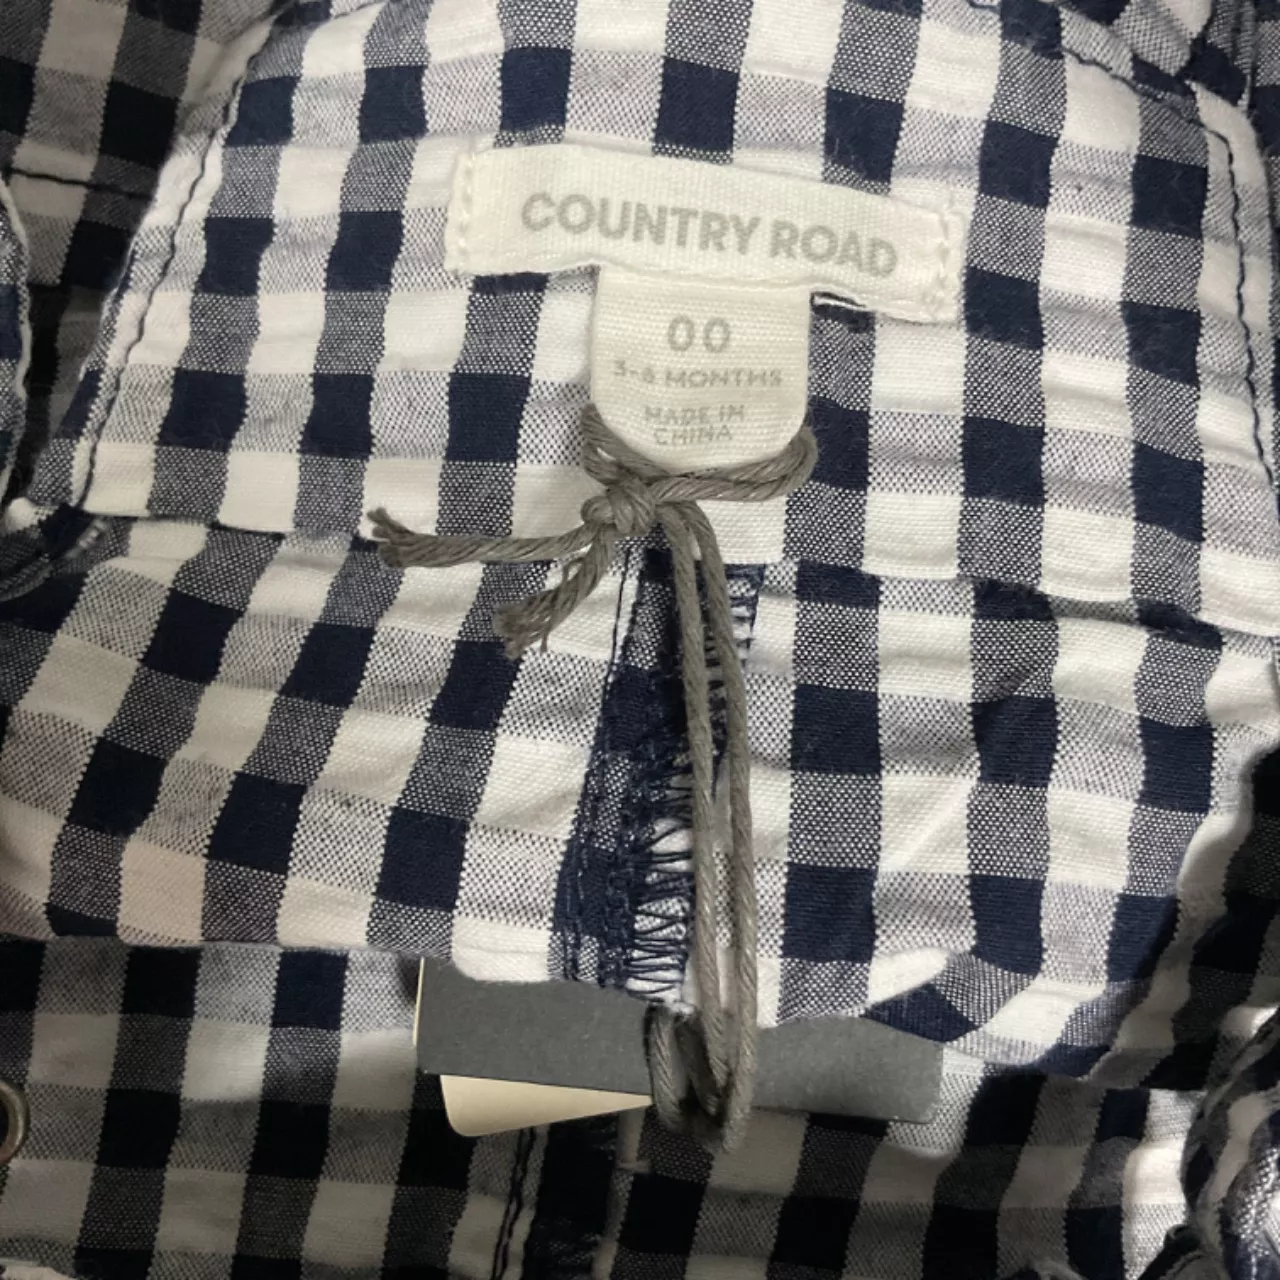 COUNTRY ROAD
00
3-6 MONTHS
MADE IN
CHINA